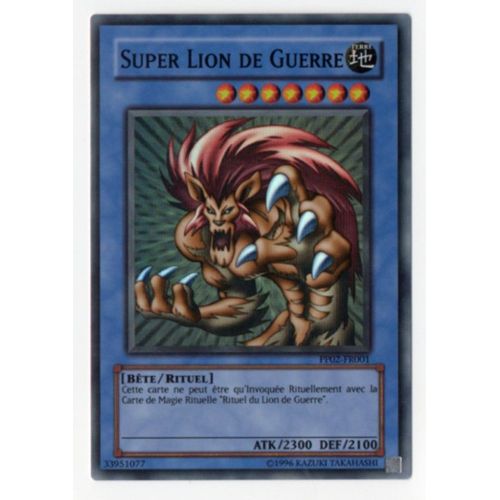 SUPER LION DE GUERRE
TERRE
地
PP02-FR001
[BÊTE/RITUEL]
Cette carte ne peut être qu'Invoquée Rituellement avec la
Carte de Magie Rituelle "Rituel du Lion de Guerre".
ATK/2300 DEF/2100
33951077
©1996 KAZUKI TAKAHASHI